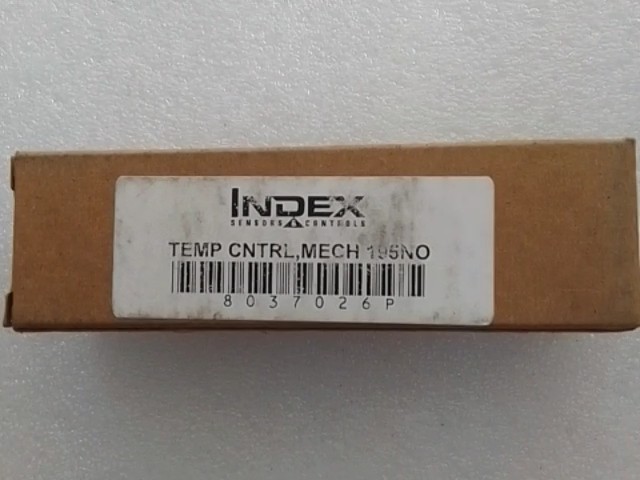 INDEX
SENSORS & CONTROLS
TEMP CNTRL,MECH 195NO
8037026P